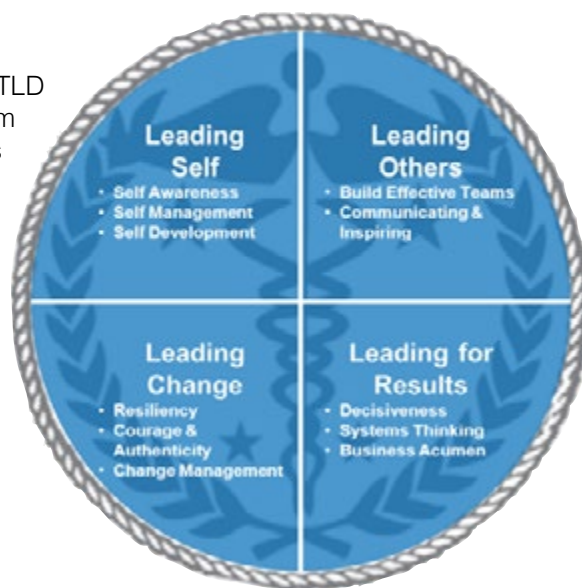 TLD
m
s
Leading
Self
• Self Awareness
• Self Management
• Self Development
Leading
Others
• Build Effective Teams
• Communicating &
Inspiring
Leading
Change
• Resiliency
• Courage &
Authenticity
• Change Management
Leading for
Results
• Decisiveness
• Systems Thinking
• Business Acumen